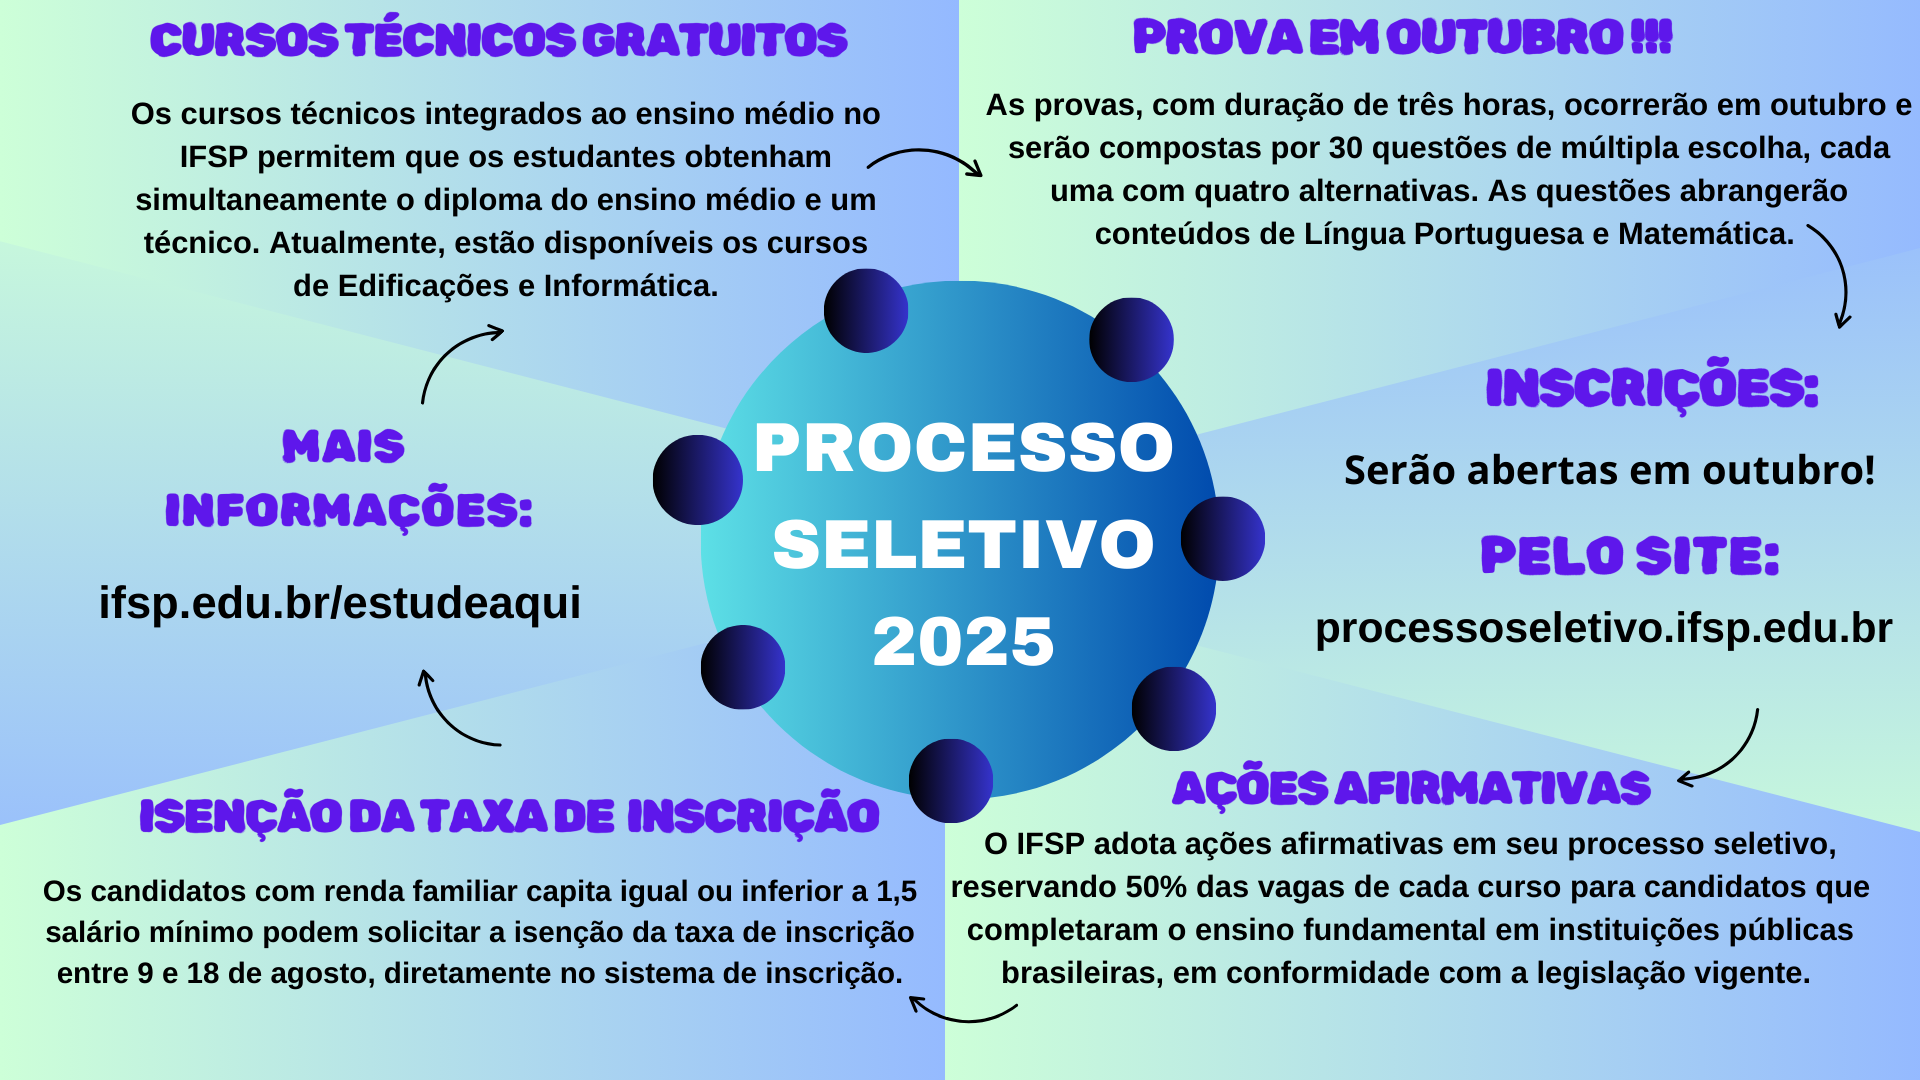 CURSOS TÉCNICOS GRATUITOS
Os cursos técnicos integrados ao ensino médio no
IFSP permitem que os estudantes obtenham
simultaneamente o diploma do ensino médio e um
técnico. Atualmente, estão disponíveis os cursos
de Edificações e Informática.
PROVA EM OUTUBRO !!!
As provas, com duração de três horas, ocorrerão em outubro e
serão compostas por 30 questões de múltipla escolha, cada
uma com quatro alternativas. As questões abrangerão
conteúdos de Língua Portuguesa e Matemática.
INSCRIÇÕES:
Serão abertas em outubro!
PELO SITE:
processoseletivo.ifsp.edu.br
PROCESSO
SELETIVO
2025
MAIS
INFORMAÇÕES:
ifsp.edu.br/estudeaqui
AÇÕES AFIRMATIVAS
O IFSP adota ações afirmativas em seu processo seletivo,
reservando 50% das vagas de cada curso para candidatos que
completaram o ensino fundamental em instituições públicas
brasileiras, em conformidade com a legislação vigente.
ISENÇÃO DA TAXA DE INSCRIÇÃO
Os candidatos com renda familiar capita igual ou inferior a 1,5
salário mínimo podem solicitar a isenção da taxa de inscrição
entre 9 e 18 de agosto, diretamente no sistema de inscrição.